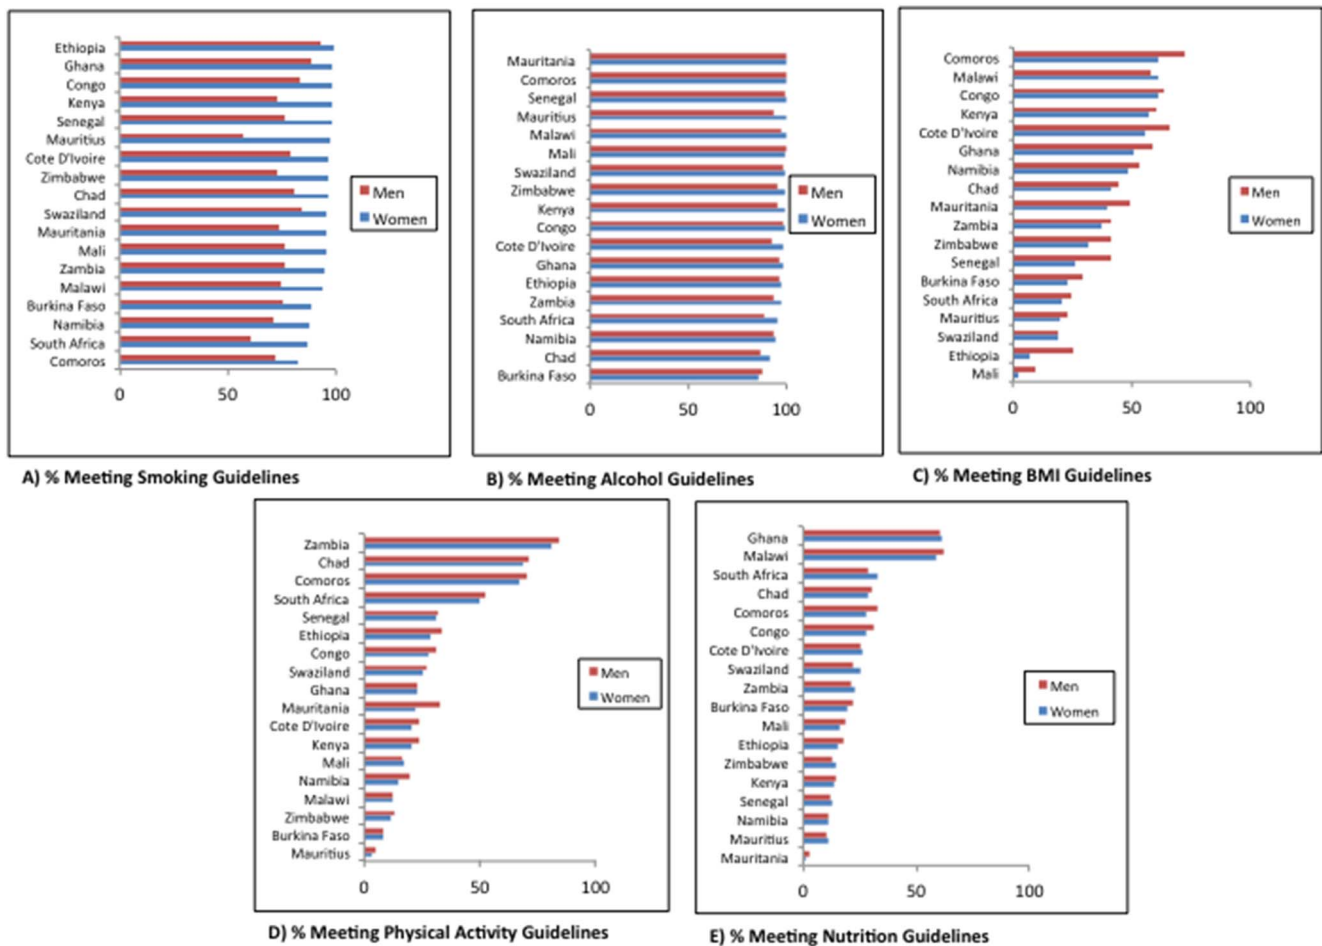 Ethiopia
Ghana
Congo
Kenya
Senegal
Mauritius
Cote D'Ivoire
Zimbabwe
Chad
Swaziland
Mauritania
Mali
Zambia
Malawi
Burkina Faso
Namibia
South Africa
Comoros
0 50 100
Men
Women
A) % Meeting Smoking Guidelines
Mauritania
Comoros
Senegal
Mauritius
Malawi
Mali
Swaziland
Zimbabwe
Kenya
Congo
Cote D'Ivoire
Ghana
Ethiopia
Zambia
South Africa
Namibia
Chad
Burkina Faso
0 50 100
Men
Women
B) % Meeting Alcohol Guidelines
Comoros
Malawi
Congo
Kenya
Cote D'Ivoire
Ghana
Namibia
Chad
Mauritania
Zambia
Zimbabwe
Senegal
Burkina Faso
South Africa
Mauritius
Swaziland
Ethiopia
Mali
0 50 100
Men
Women
C) % Meeting BMI Guidelines
Zambia
Chad
Comoros
South Africa
Senegal
Ethiopia
Congo
Swaziland
Ghana
Mauritania
Cote D'Ivoire
Kenya
Mali
Namibia
Malawi
Zimbabwe
Burkina Faso
Mauritius
0 50 100
Men
Women
D) % Meeting Physical Activity Guidelines
Ghana
Malawi
South Africa
Chad
Comoros
Congo
Cote D'Ivoire
Swaziland
Zambia
Burkina Faso
Mali
Ethiopia
Zimbabwe
Kenya
Senegal
Namibia
Mauritius
Mauritania
0 50 100
Men
Women
E) % Meeting Nutrition Guidelines